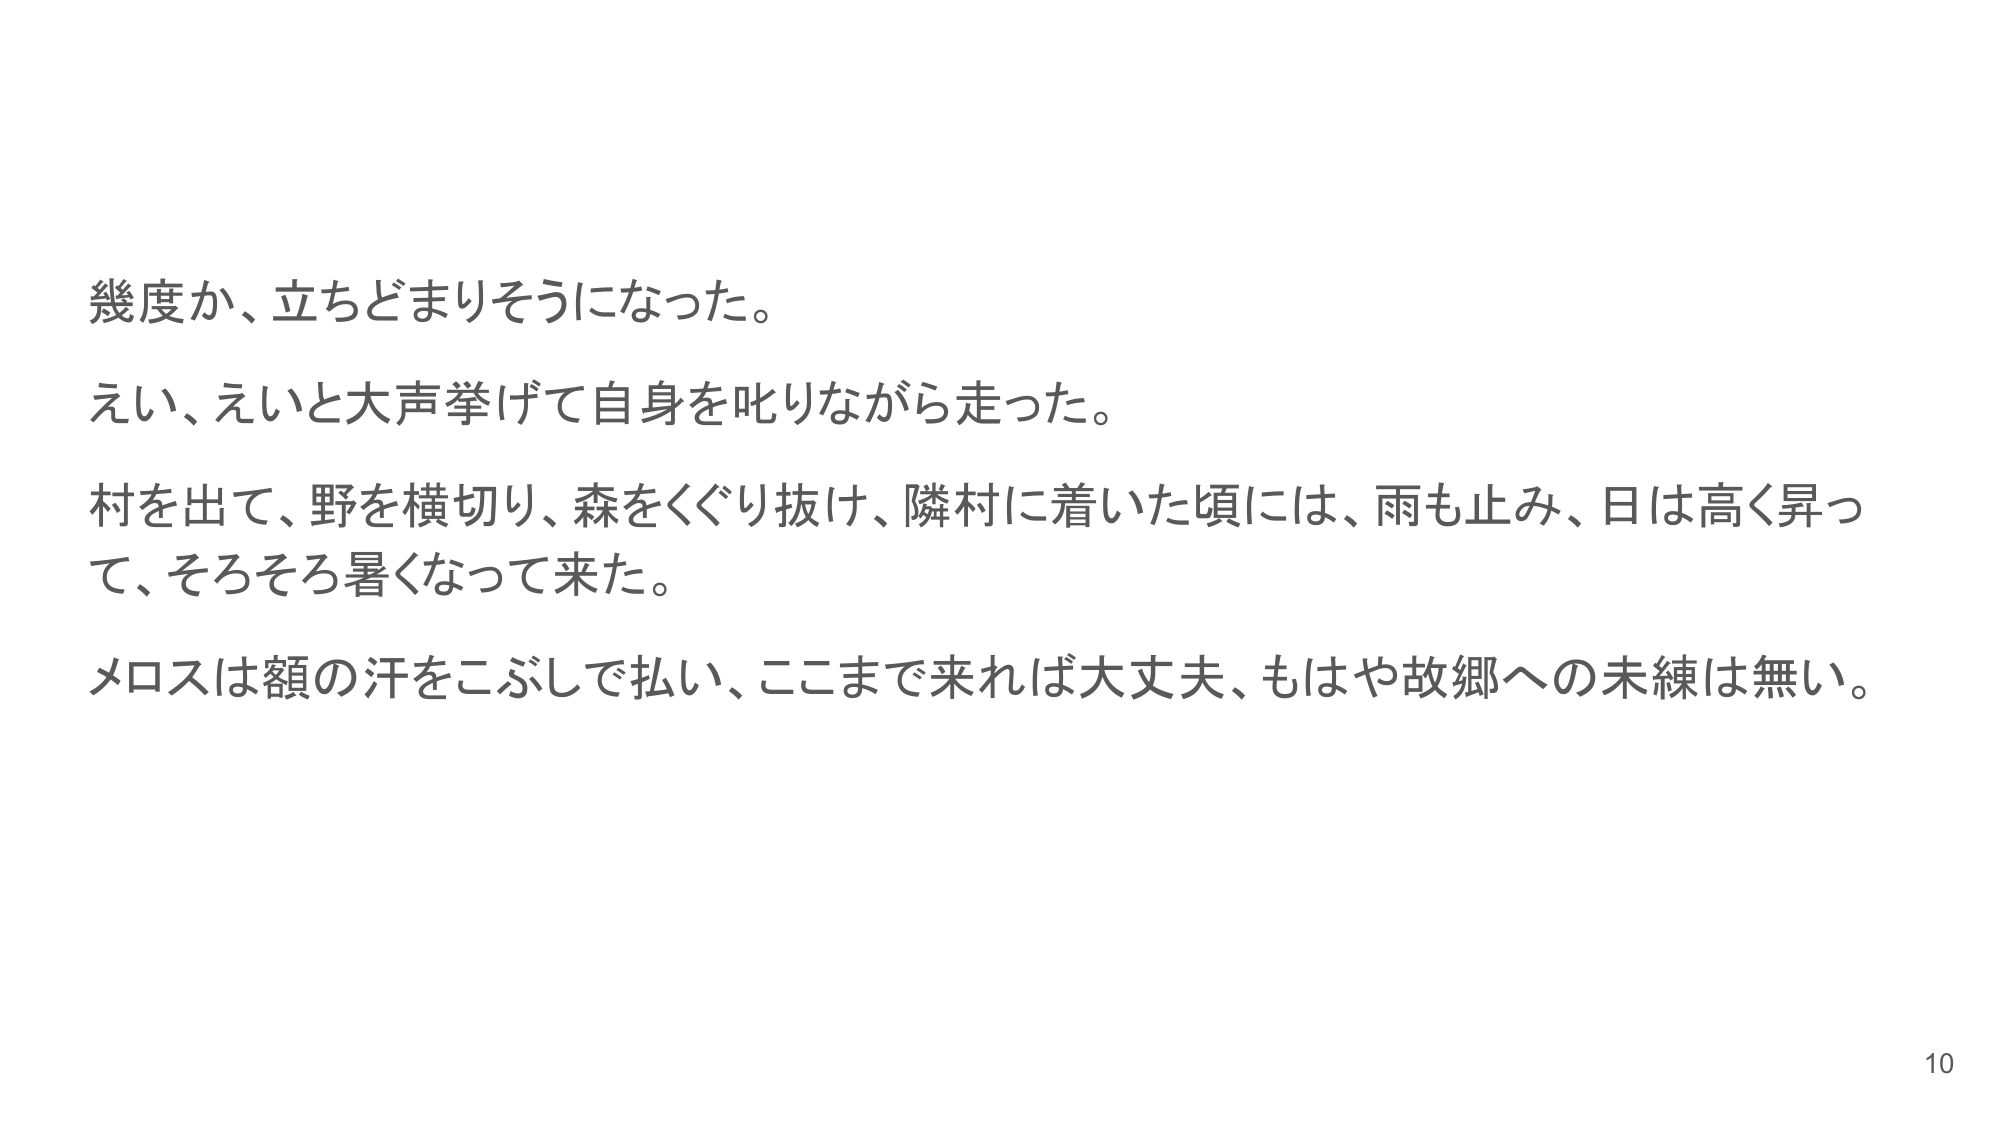 幾度か、立ちどまりそうになった。
えい、えいと大声挙げて自身を叱りながら走った。
村を出て、野を横切り、森をくぐり抜け、隣村に着いた頃には、雨も止み、日は高く昇っ
て、そろそろ暑くなって来た。
メロスは額の汗をこぶしで払い、ここまで来れば大丈夫、もはや故郷への未練は無い。
10